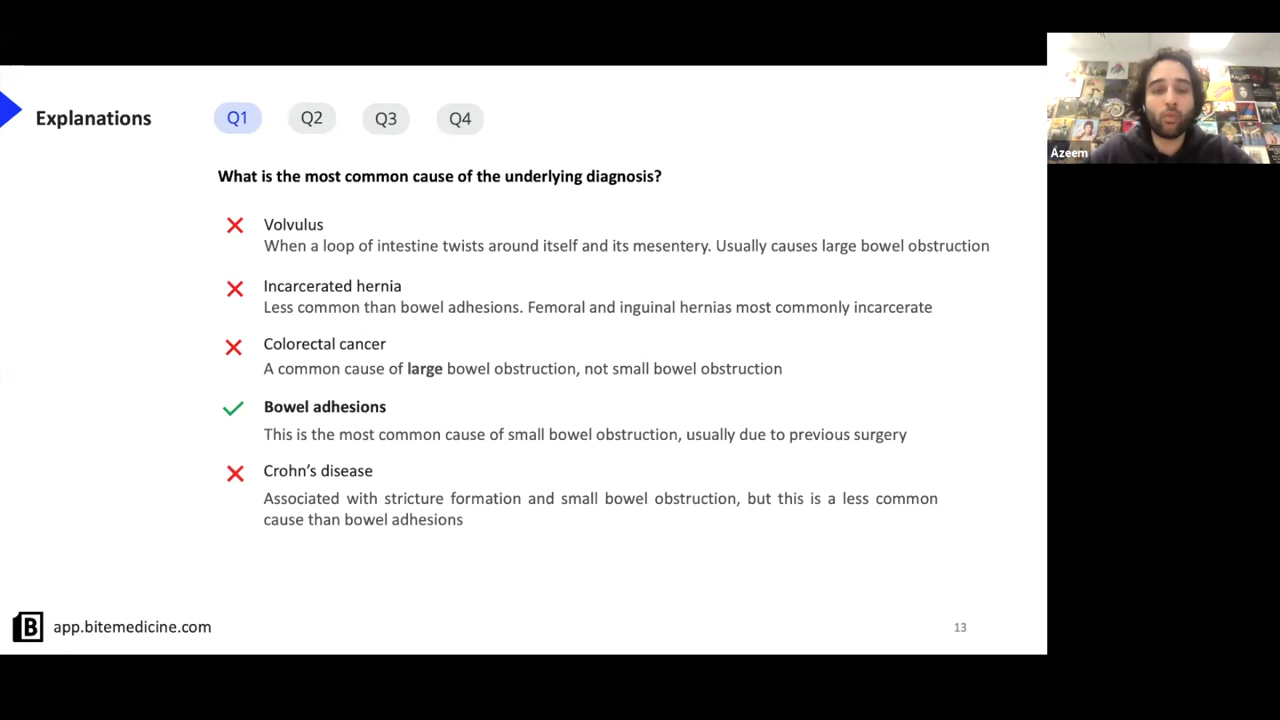 Explanations
Q1
Q2
Q3
Q4
What is the most common cause of the underlying diagnosis?
Volvulus
When a loop of intestine twists around itself and its mesentery. Usually causes large bowel obstruction
Incarcerated hernia
Less common than bowel adhesions. Femoral and inguinal hernias most commonly incarcerate
Colorectal cancer
A common cause of large bowel obstruction, not small bowel obstruction
Bowel adhesions
This is the most common cause of small bowel obstruction, usually due to previous surgery
Crohn’s disease
Associated with stricture formation and small bowel obstruction, but this is a less common
cause than bowel adhesions
B
app.bitemedicine.com
13
Azeem